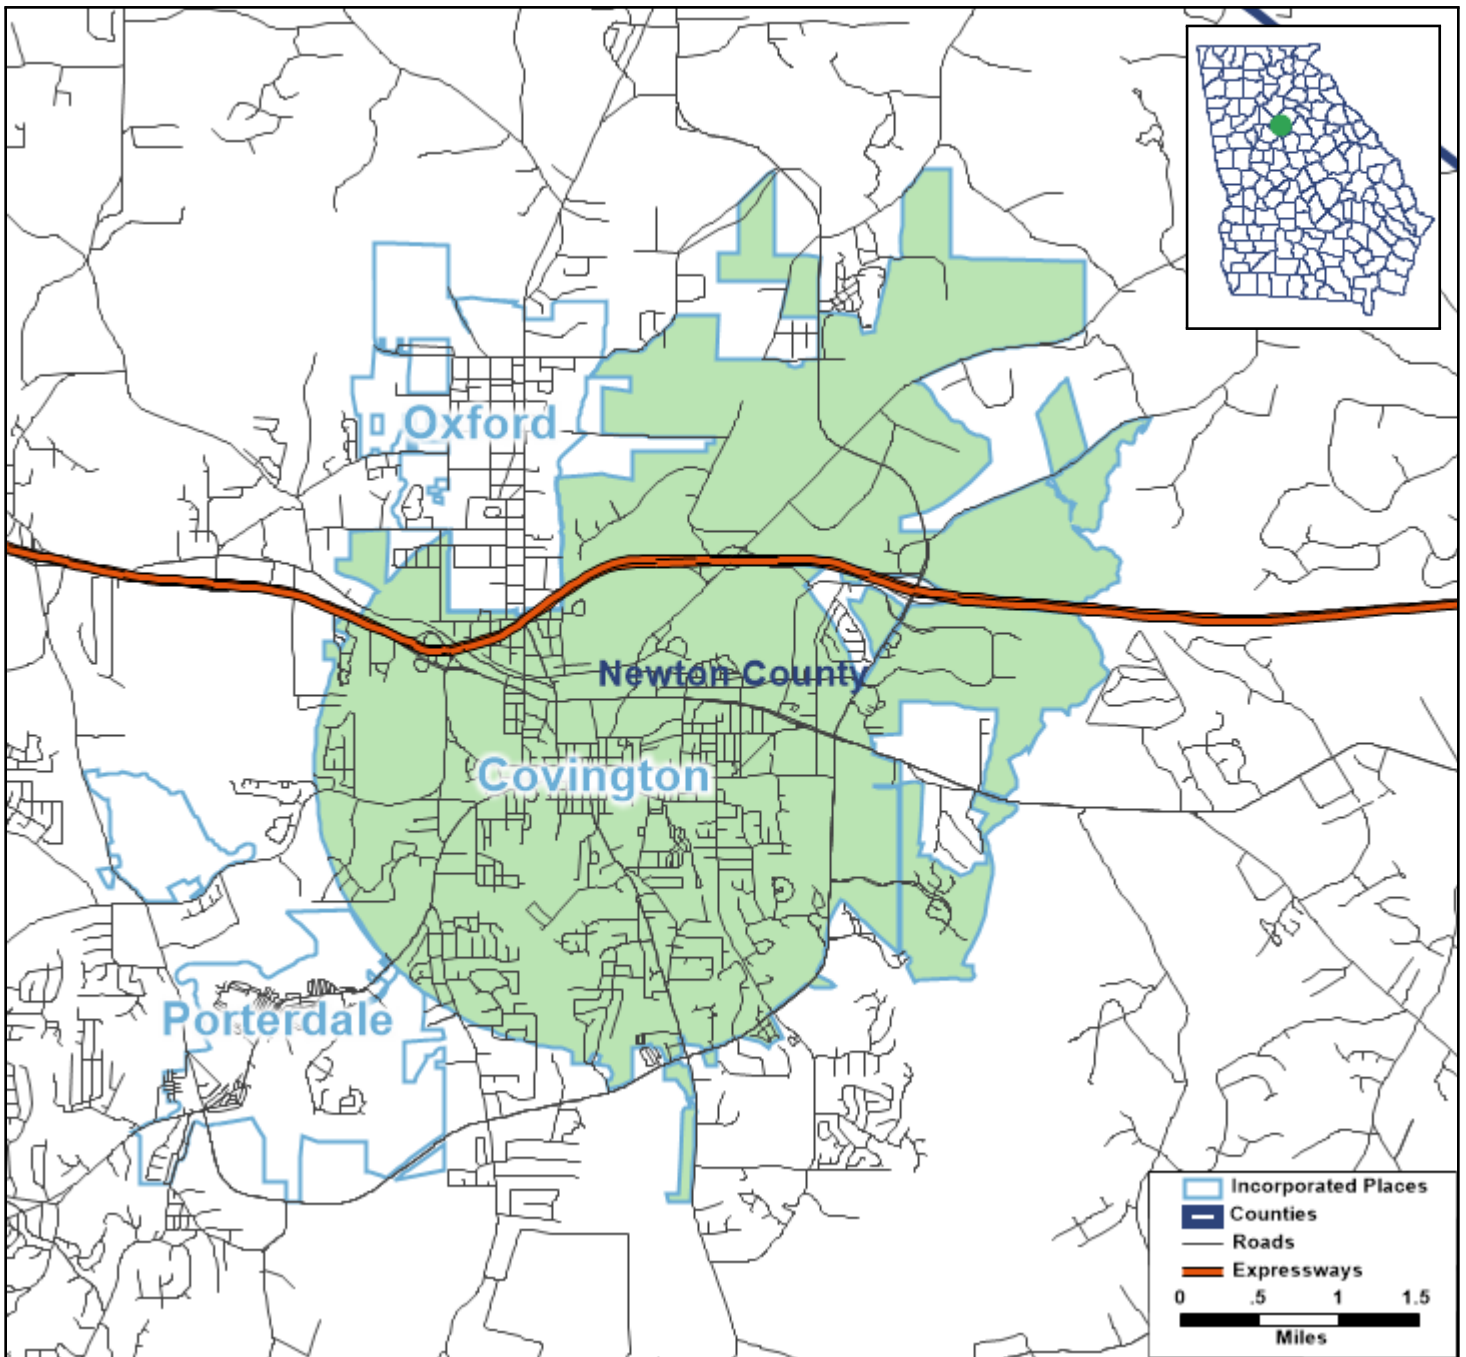 Oxford
Newton County
Covington
Porterdale
Incorporated Places
Counties
Roads
Expressways
0 .5 1 1.5
Miles